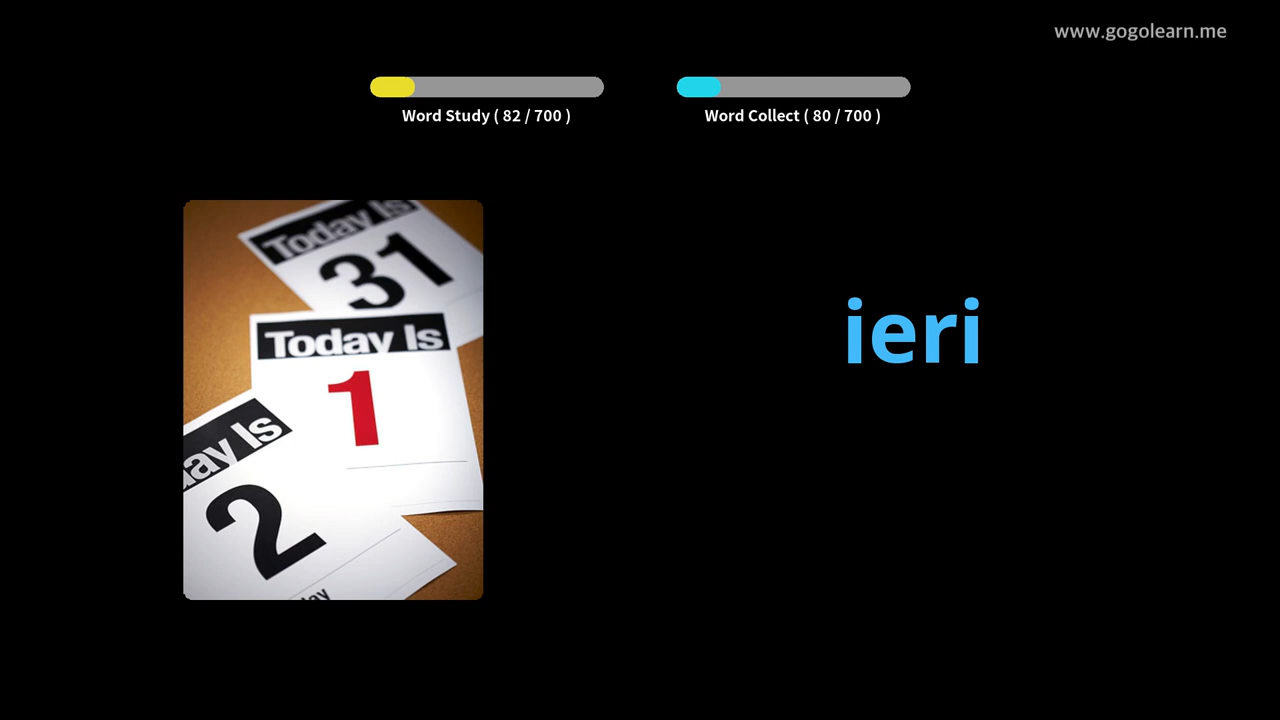 www.gogolearn.me
Word Study ( 82 / 700 )
Word Collect ( 80 / 700 )
Today Is
31
Today Is
1
ay Is
2
ay
ieri